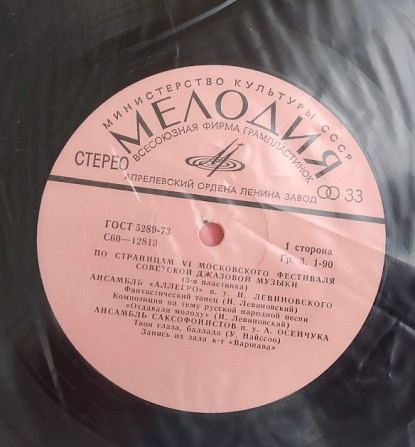 МИНИСТЕРСТВО КУЛЬТУРЫ СССР
МЕЛОДИЯ
ВСЕСОЮЗНАЯ ФИРМА ГРАМПЛАСТИНОК
СТЕРЕО
33
АПРЕЛЕВСКИЙ ОРДЕНА ЛЕНИНА ЗАВОД
ГОСТ 5289-73
С60—12813
1 сторона
Гр. 3. 1-90
ПО СТРАНИЦАМ VI МОСКОВСКОГО ФЕСТИВАЛЯ
СОВЕТСКОЙ ДЖАЗОВОЙ МУЗЫКИ
(3-я пластинка)
АНСАМБЛЬ «АЛЛЕГРО» п/у Н. ЛЕВИНОВСКОГО
Фантастический танец (Н. Левиновский)
Композиция на тему русской народной песни
«Отдавали молоду» (Н. Левиновский)
АНСАМБЛЬ САКСОФОНИСТОВ п/у А. ОСЕЙЧУКА
Твои глаза, баллада (У. Найссоо)
Запись из зала к-т «Варшава»